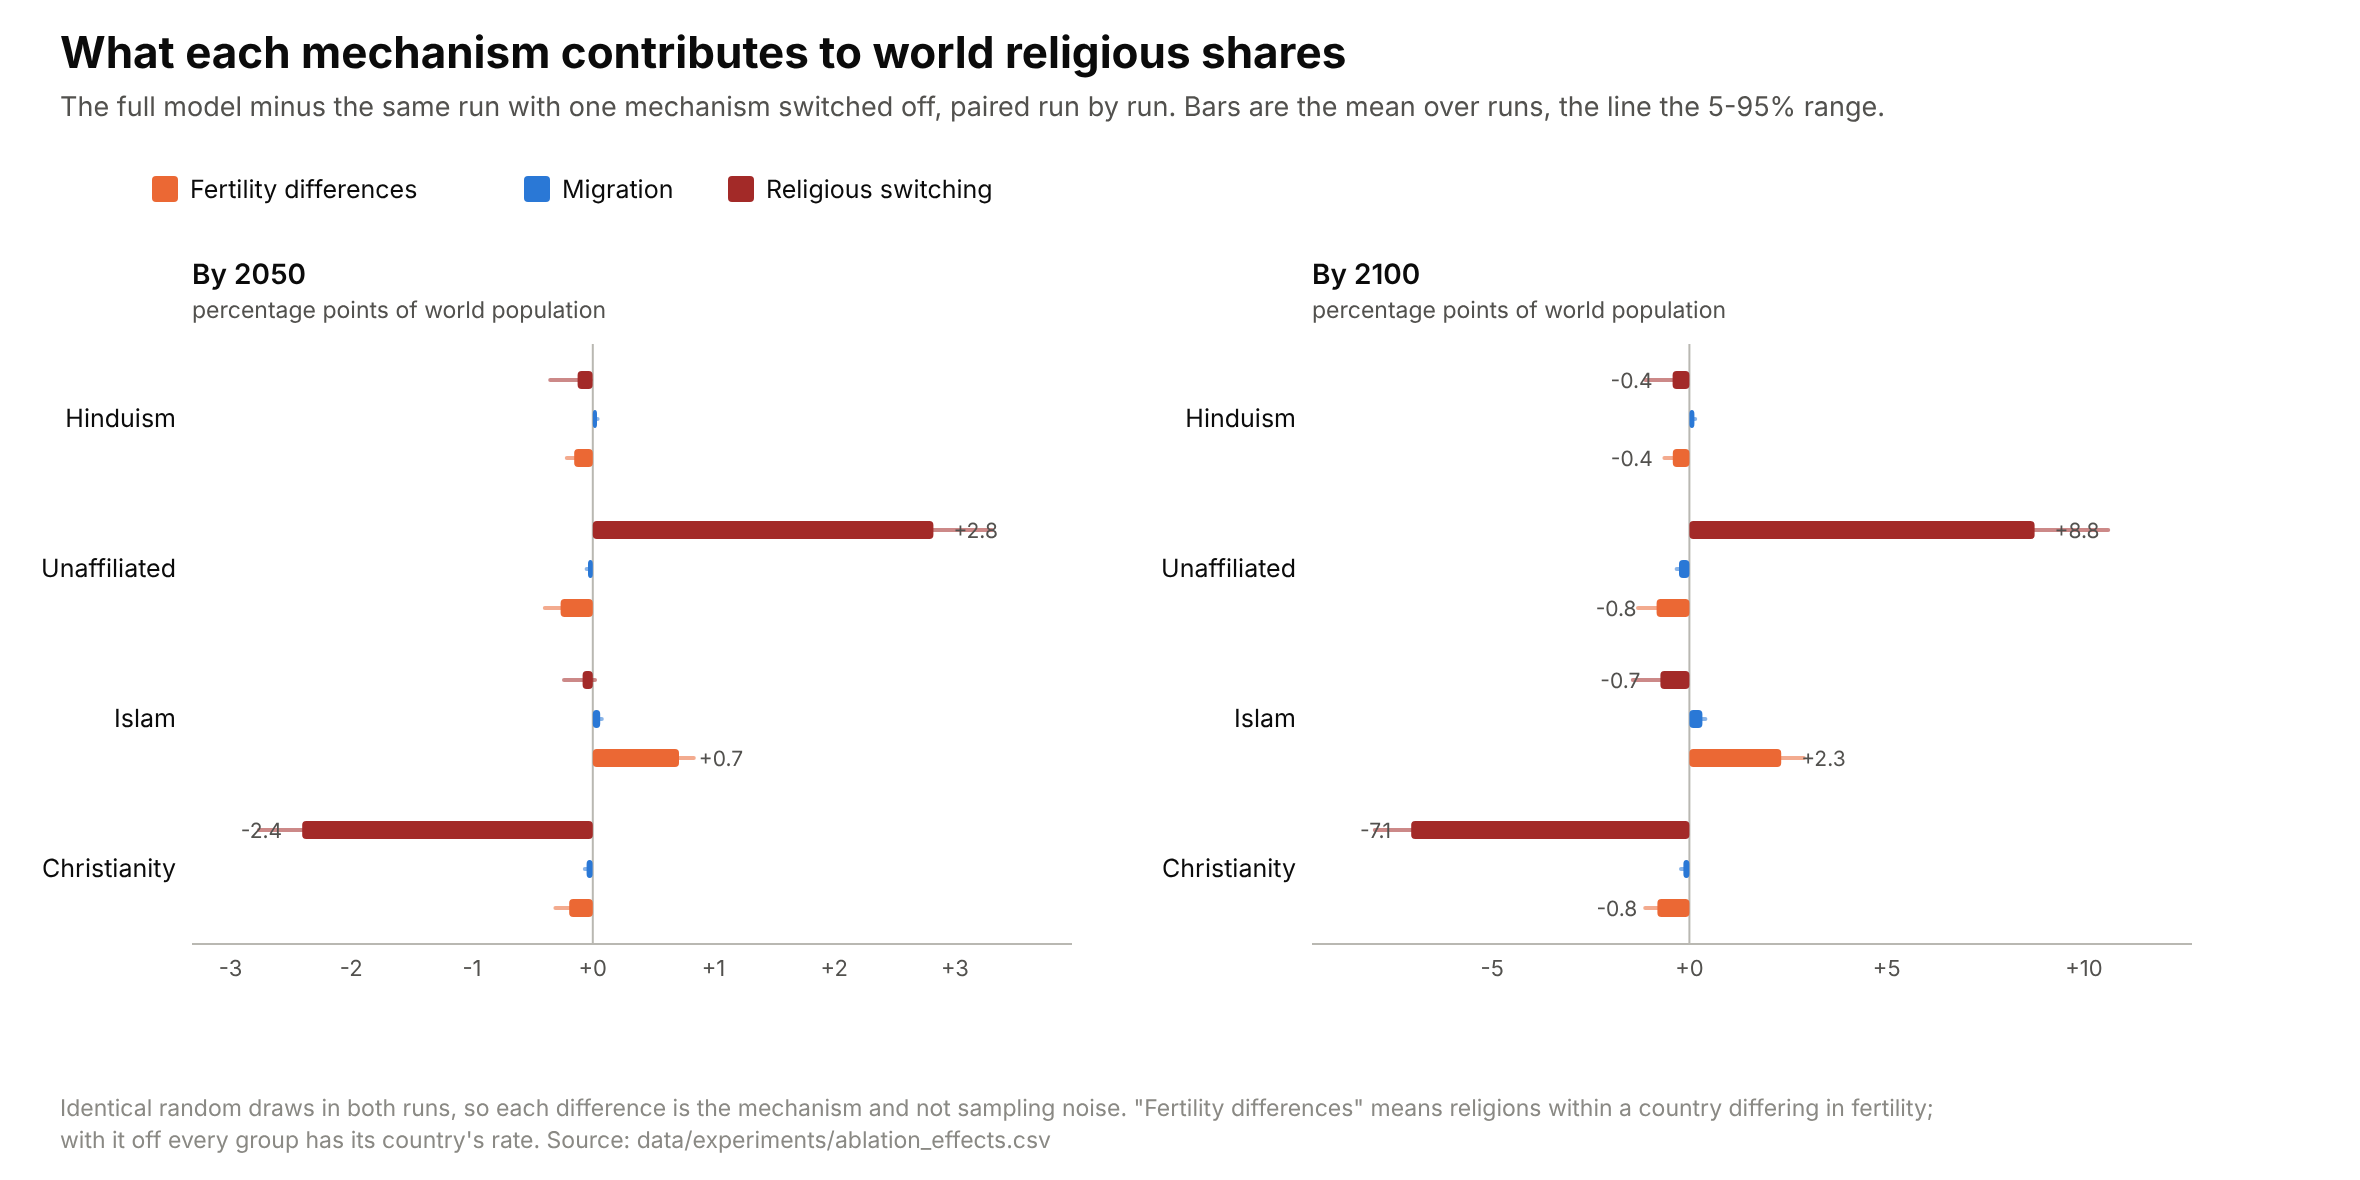 What each mechanism contributes to world religious shares
The full model minus the same run with one mechanism switched off, paired run by run. Bars are the mean over runs, the line the 5-95% range.
Fertility differences
Migration
Religious switching
By 2050
percentage points of world population
Hinduism
Unaffiliated
+2.8
Islam
+0.7
-2.4
Christianity
-3 -2 -1 +0 +1 +2 +3
By 2100
percentage points of world population
-0.4
Hinduism
-0.4
+8.8
Unaffiliated
-0.8
-0.7
Islam
+2.3
-7.1
Christianity
-0.8
-5 +0 +5 +10
Identical random draws in both runs, so each difference is the mechanism and not sampling noise. "Fertility differences" means religions within a country differing in fertility;
with it off every group has its country's rate. Source: data/experiments/ablation_effects.csv